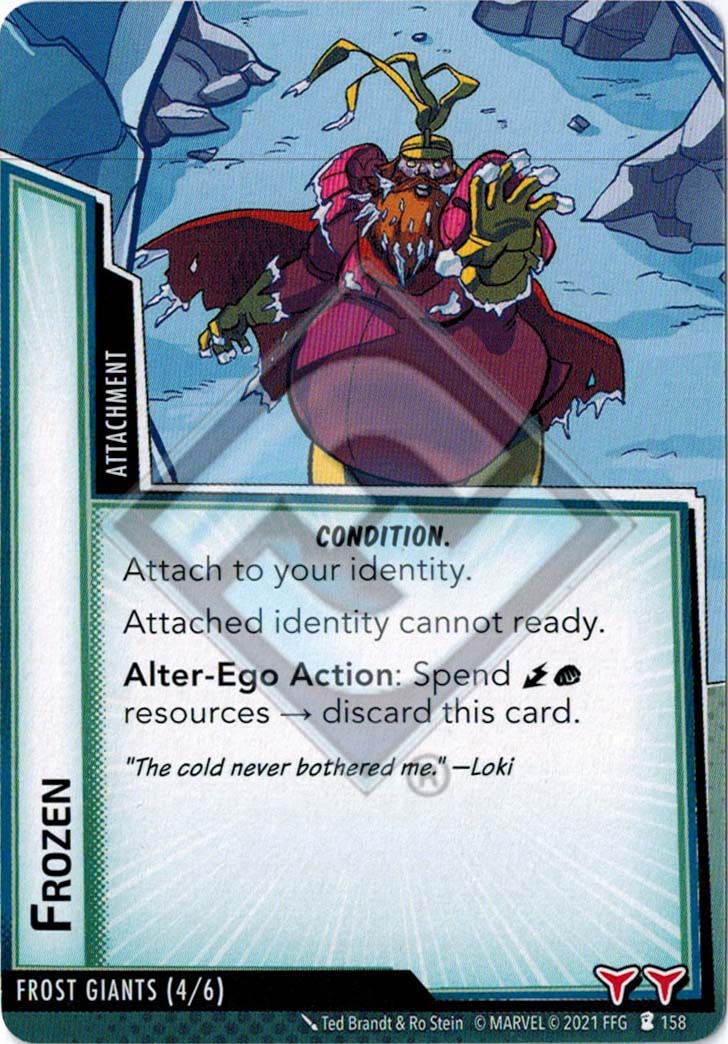 ATTACHMENT
CONDITION.
Attach to your identity.
Attached identity cannot ready.
Alter-Ego Action: Spend
resources → discard this card.
"The cold never bothered me." —Loki
FROZEN
FROST GIANTS (4/6)
Ted Brandt & Ro Stein © MARVEL © 2021 FFG 158
®